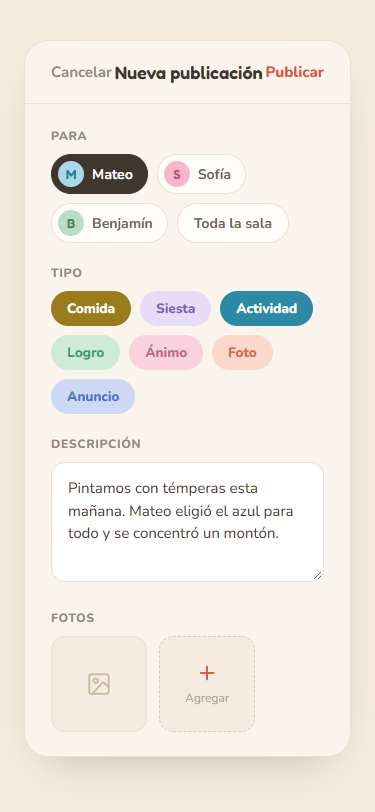 Cancelar Nueva publicación Publicar
PARA
M Mateo S Sofía
B Benjamín Toda la sala
TIPO
Comida Siesta Actividad
Logro Ánimo Foto
Anuncio
DESCRIPCIÓN
Pintamos con témperas esta
mañana. Mateo eligió el azul para
todo y se concentró un montón.
FOTOS
Agregar